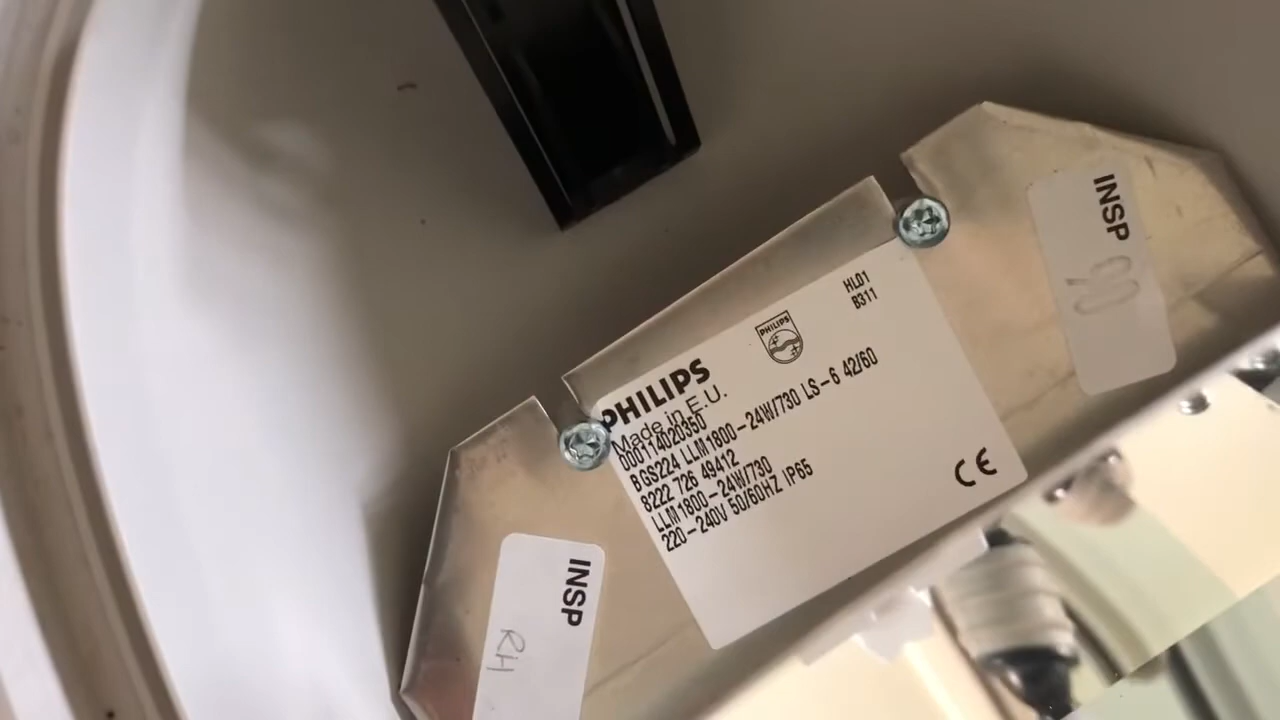 HL01
B311
PHILIPS
PHILIPS
Made in E.U.
000114020350
BGS224 LLM1800-24W/730 LS-6 42/60
8222 726 49412
LLM1800-24W/730
220-240V 50/60HZ IP65
CE
INSP
INSP
RH